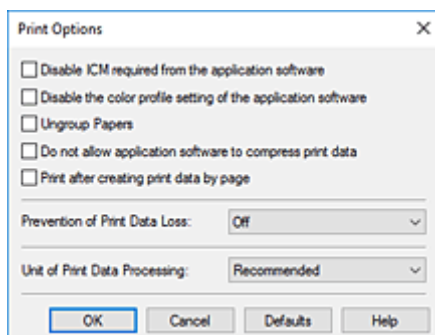 Print Options
Disable ICM required from the application software
Disable the color profile setting of the application software
Ungroup Papers
Do not allow application software to compress print data
Print after creating print data by page
Prevention of Print Data Loss: Off
Unit of Print Data Processing: Recommended
OK Cancel Defaults Help